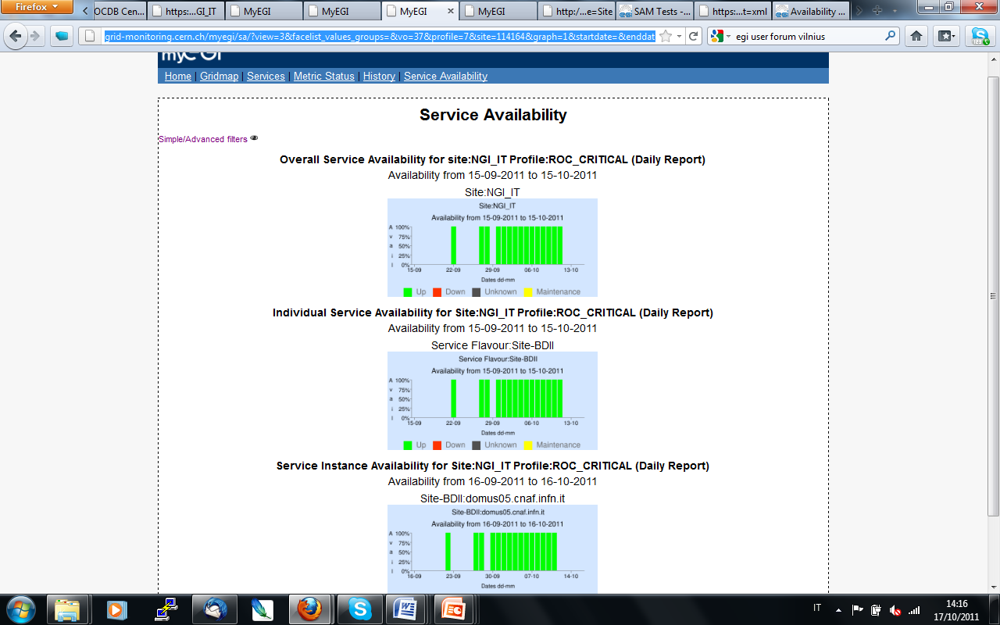 Firefox
OCDB Cen...
https:...GI_IT
MyEGI
MyEGI
MyEGI
MyEGI
http:/...e=Site
SAM Tests -...
https:...t=xml
Availability ...
grid-monitoring.cern.ch/myegi/sa/?view=3&facelist_values_groups=&vo=37&profile=7&site=114164&graph=1&startdate=&enddat
egi user forum vilnius
Home | Gridmap | Services | Metric Status | History | Service Availability
Service Availability
Simple/Advanced filters
Overall Service Availability for site:NGI_IT Profile:ROC_CRITICAL (Daily Report)
Availability from 15-09-2011 to 15-10-2011
Site:NGI_IT
Site:NGI_IT
Availability from 15-09-2011 to 15-10-2011
A 100%
v 75%
a 50%
i 25%
l 0%
15-09 22-09 29-09 06-10 13-10
Dates dd-mm
Up Down Unknown Maintenance
Individual Service Availability for Site:NGI_IT Profile:ROC_CRITICAL (Daily Report)
Availability from 15-09-2011 to 15-10-2011
Service Flavour:Site-BDII
Service Flavour:Site-BDII
Availability from 15-09-2011 to 15-10-2011
A 100%
v 75%
a 50%
i 25%
l 0%
15-09 22-09 29-09 06-10 13-10
Dates dd-mm
Up Down Unknown Maintenance
Service Instance Availability for Site:NGI_IT Profile:ROC_CRITICAL (Daily Report)
Availability from 16-09-2011 to 16-10-2011
Site-BDII:domus05.cnaf.infn.it
Site-BDII:domus05.cnaf.infn.it
Availability from 16-09-2011 to 16-10-2011
A 100%
v 75%
a 50%
i 25%
l 0%
16-09 23-09 30-09 07-10 14-10
Dates dd-mm
IT
14:16
17/10/2011